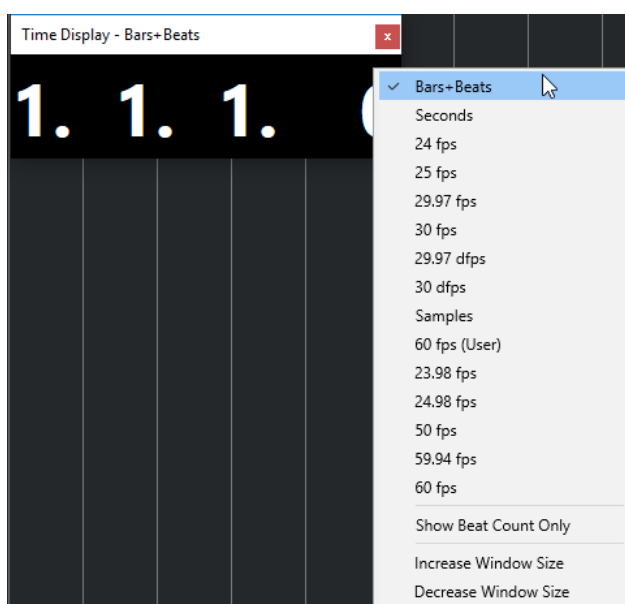 Time Display - Bars+Beats
x
1. 1. 1.
Bars+Beats
Seconds
24 fps
25 fps
29.97 fps
30 fps
29.97 dfps
30 dfps
Samples
60 fps (User)
23.98 fps
24.98 fps
50 fps
59.94 fps
60 fps
Show Beat Count Only
Increase Window Size
Decrease Window Size